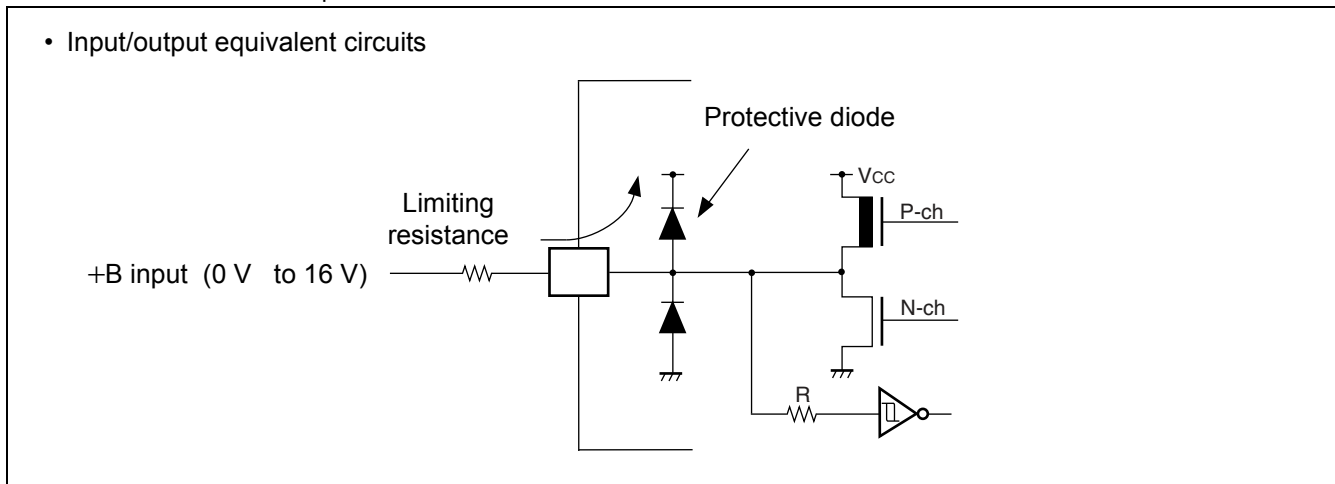 • Input/output equivalent circuits
Protective diode
VCC
P-ch
Limiting
resistance
+B input (0 V to 16 V)
N-ch
R